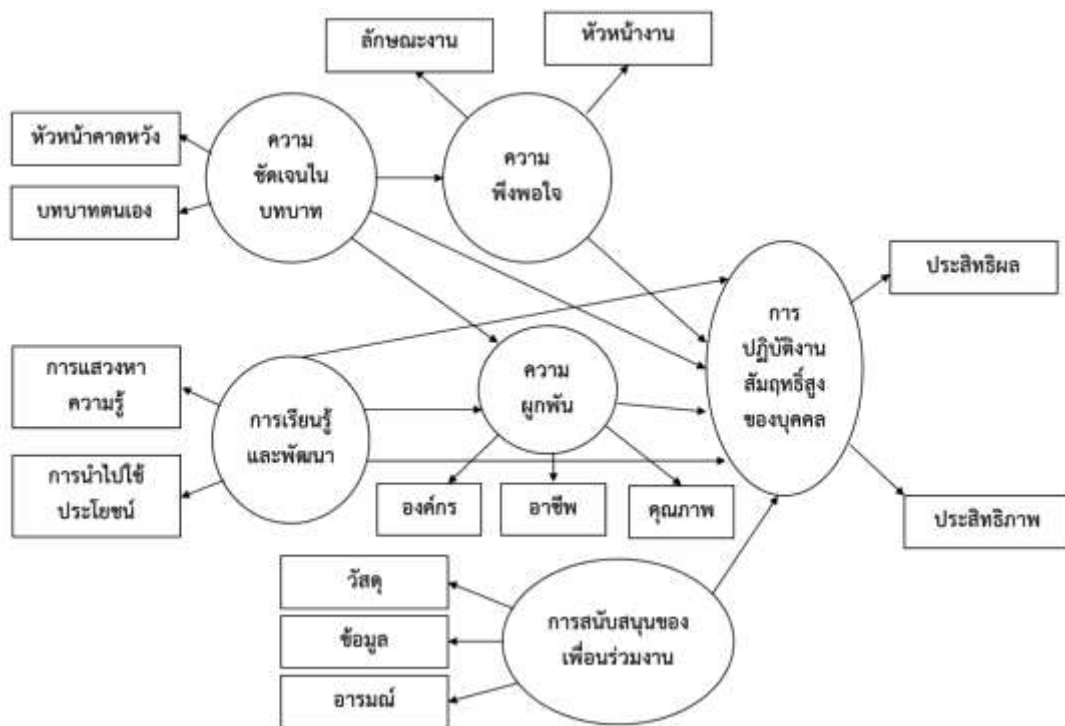 ลักษณะงาน
หัวหน้างาน
หัวหน้าคาดหวัง
บทบาทตนเอง
ความ
ชัดเจนใน
บทบาท
ความ
พึงพอใจ
ประสิทธิผล
การ
ปฏิบัติงาน
สัมฤทธิ์สูง
ของบุคคล
การแสวงหา
ความรู้
การนำไปใช้
ประโยชน์
การเรียนรู้
และพัฒนา
ความ
ผูกพัน
องค์กร
อาชีพ
คุณภาพ
ประสิทธิภาพ
วัสดุ
ข้อมูล
อารมณ์
การสนับสนุนของ
เพื่อนร่วมงาน